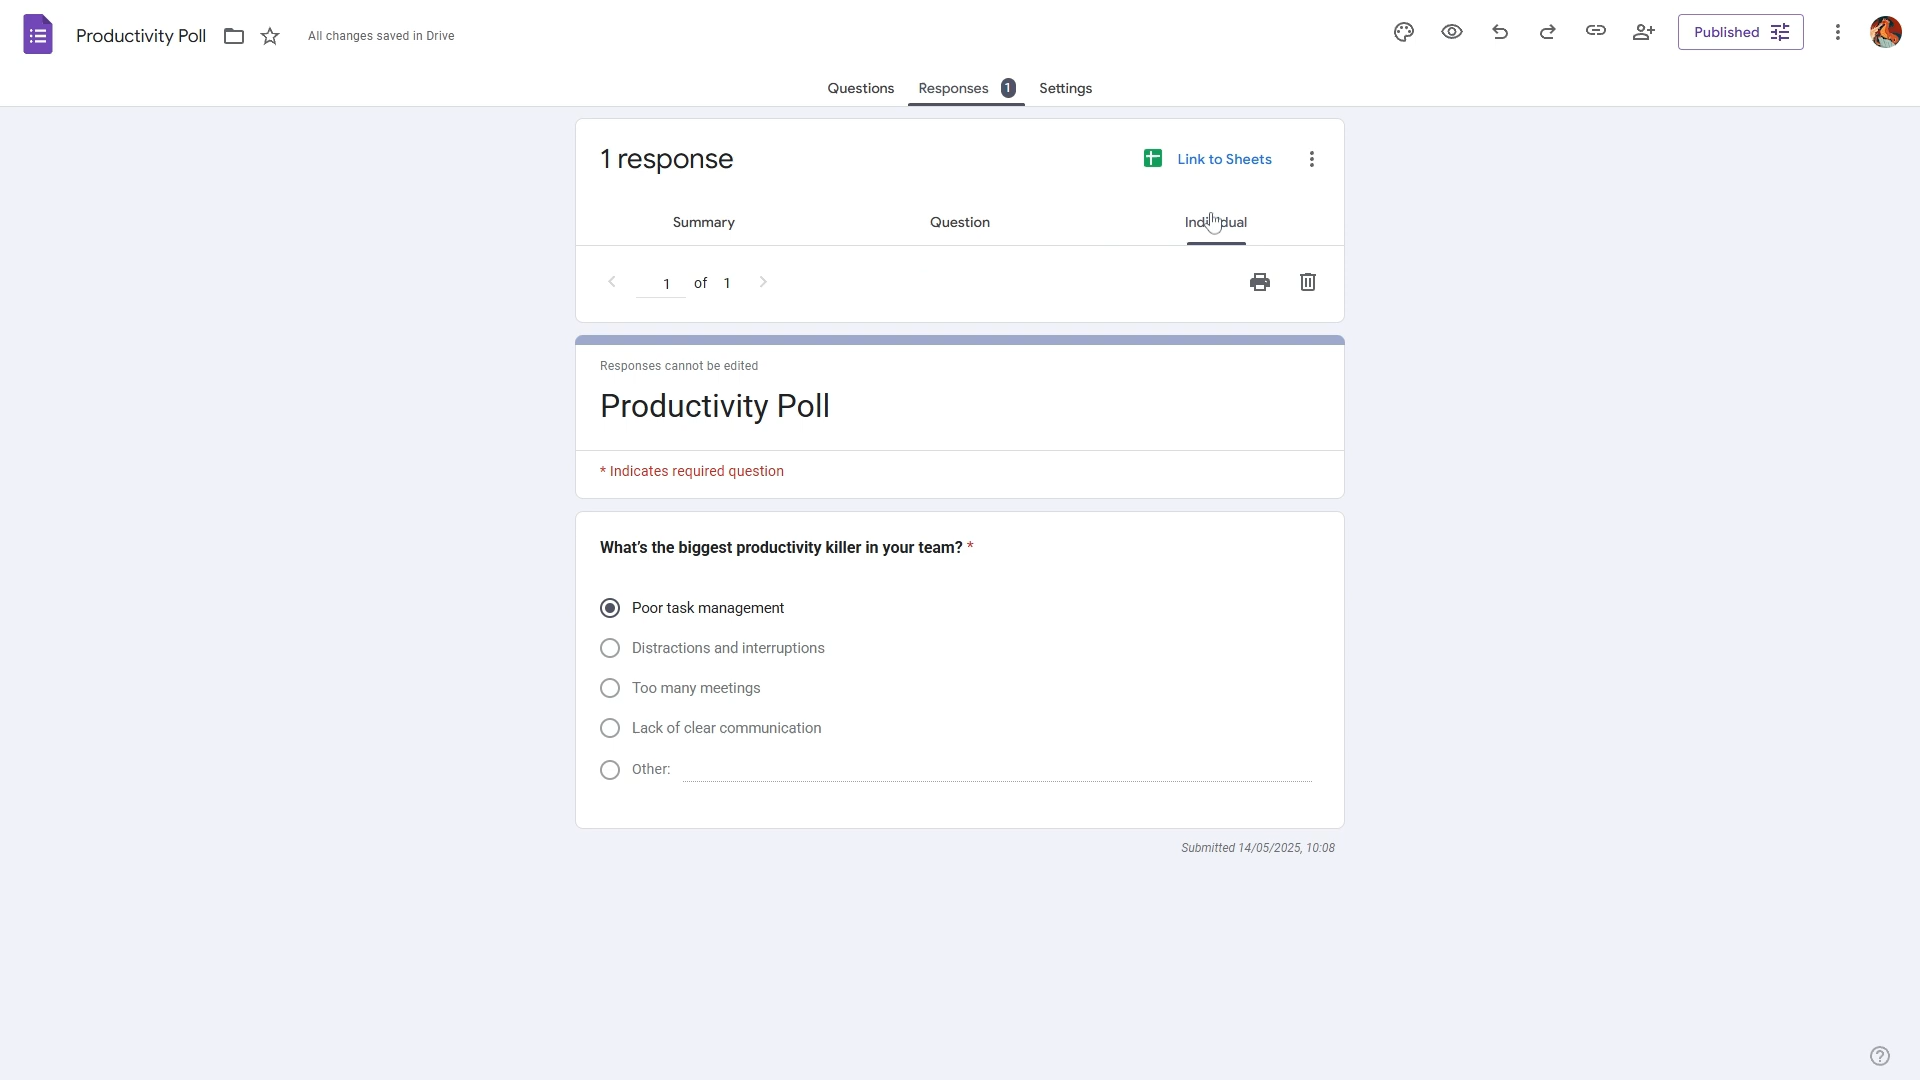 Productivity Poll
All changes saved in Drive
Published
Questions
Responses 1
Settings
1 response
Link to Sheets
Summary
Question
Individual
1 of 1
Responses cannot be edited
Productivity Poll
* Indicates required question
What’s the biggest productivity killer in your team? *
Poor task management
Distractions and interruptions
Too many meetings
Lack of clear communication
Other:
Submitted 14/05/2025, 10:08